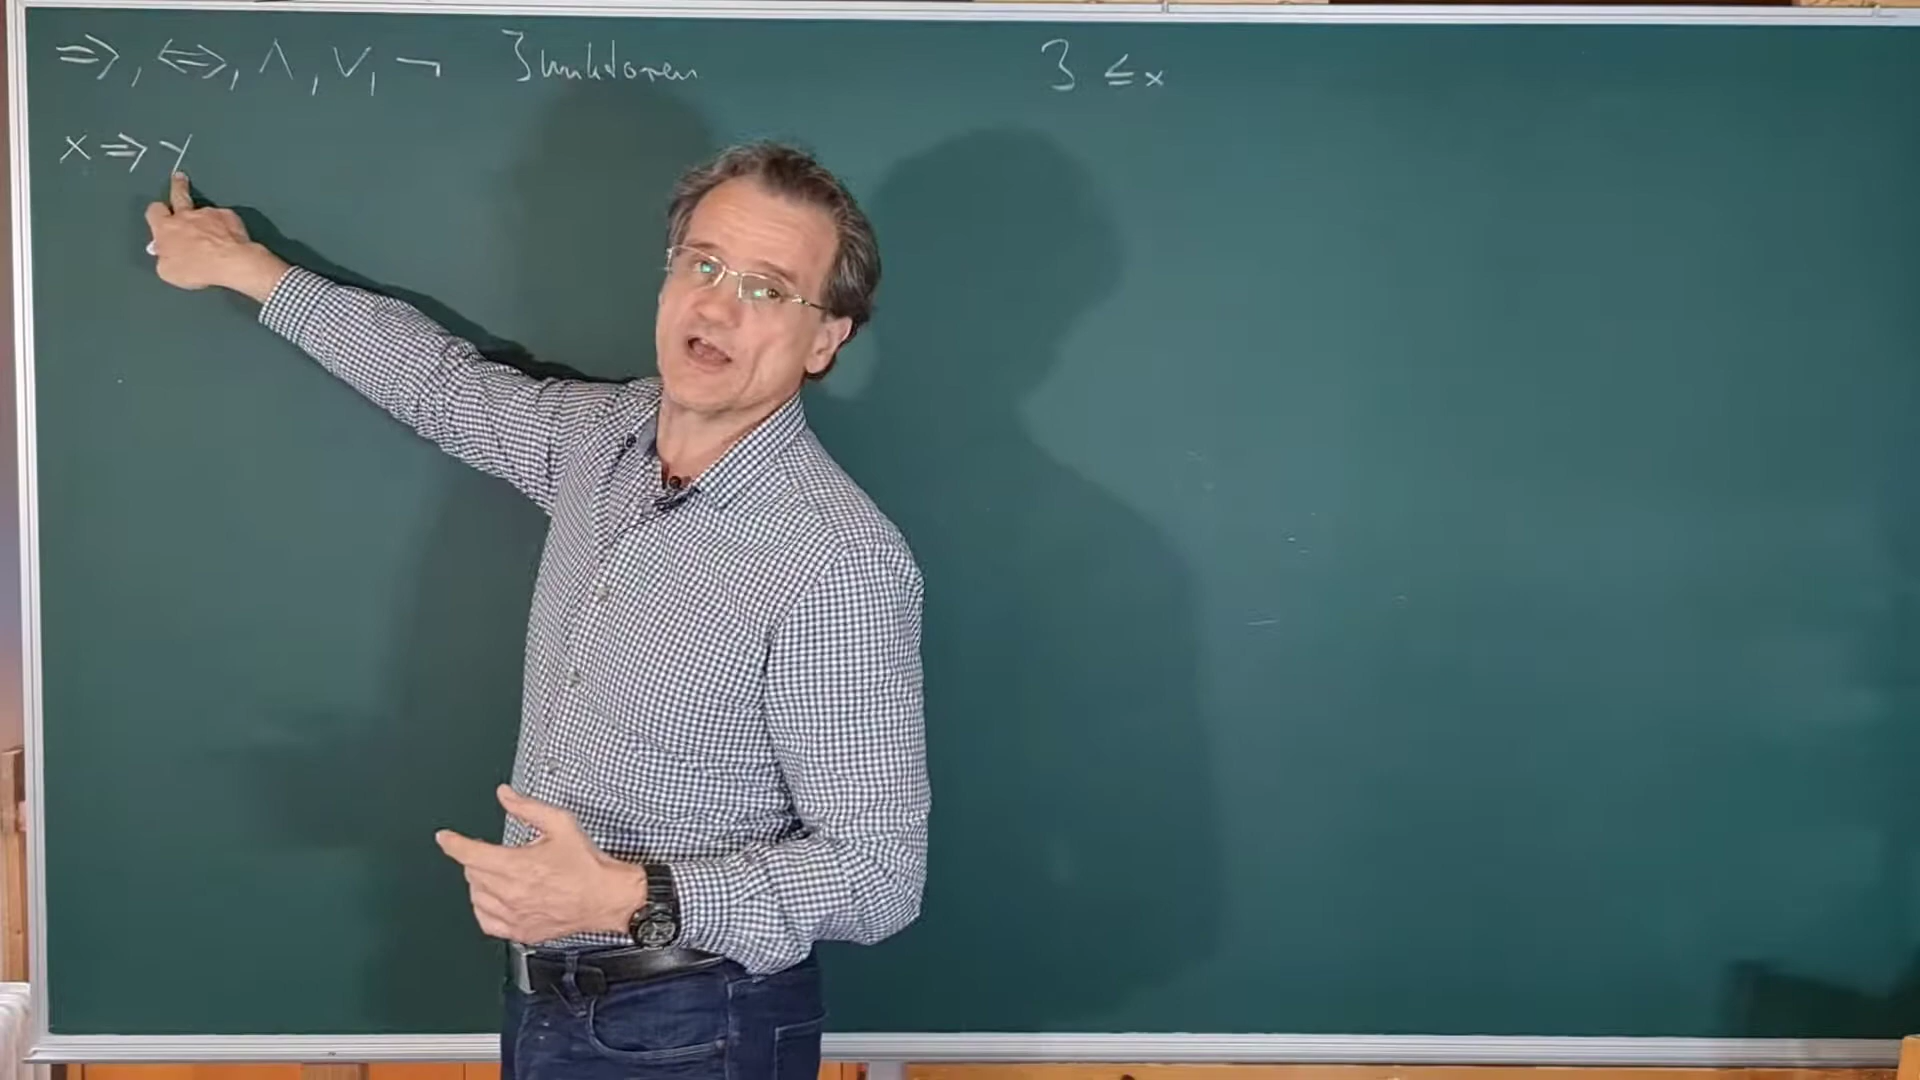 ⇒, ⇔, ∧, ∨, ¬ Junktoren
3 ≤ x
x ⇒ y